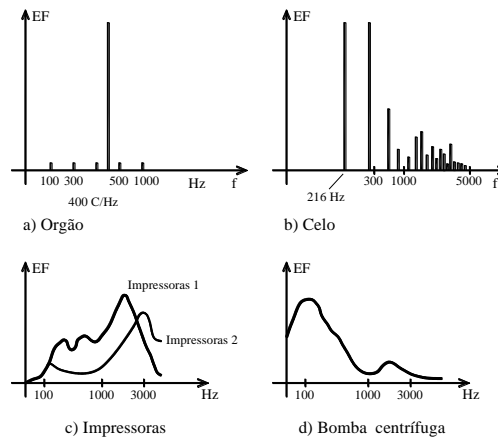 EF
100 300 500 1000 Hz f
400 C/Hz
a) Orgão
EF
300 1000 5000 f
216 Hz
b) Celo
EF
Impressoras 1
Impressoras 2
100 1000 3000 Hz
c) Impressoras
EF
100 1000 3000 Hz
d) Bomba centrífuga